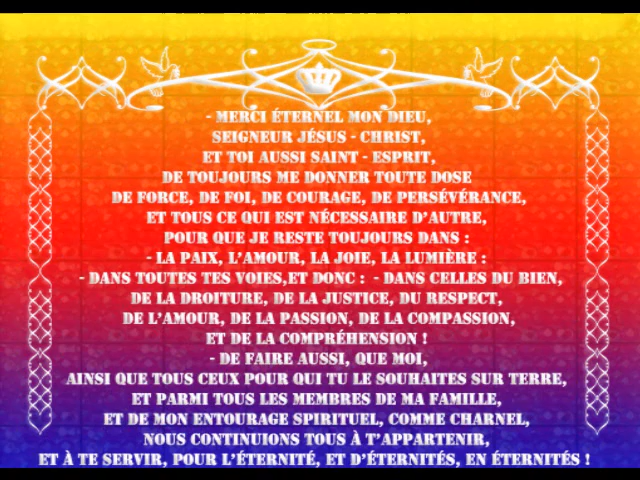 - MERCI ÉTERNEL MON DIEU,
SEIGNEUR JÉSUS - CHRIST,
ET TOI AUSSI SAINT - ESPRIT,
DE TOUJOURS ME DONNER TOUTE DOSE
DE FORCE, DE FOI, DE COURAGE, DE PERSÉVÉRANCE,
ET TOUS CE QUI EST NÉCESSAIRE D'AUTRE,
POUR QUE JE RESTE TOUJOURS DANS :
- LA PAIX, L'AMOUR, LA JOIE, LA LUMIÈRE :
- DANS TOUTES TES VOIES,ET DONC : - DANS CELLES DU BIEN,
DE LA DROITURE, DE LA JUSTICE, DU RESPECT,
DE L'AMOUR, DE LA PASSION, DE LA COMPASSION,
ET DE LA COMPRÉHENSION !
- DE FAIRE AUSSI, QUE MOI,
AINSI QUE TOUS CEUX POUR QUI TU LE SOUHAITES SUR TERRE,
ET PARMI TOUS LES MEMBRES DE MA FAMILLE,
ET DE MON ENTOURAGE SPIRITUEL, COMME CHARNEL,
NOUS CONTINUIONS TOUS À T'APPARTENIR,
ET À TE SERVIR, POUR L'ÉTERNITÉ, ET D'ÉTERNITÉS, EN ÉTERNITÉS !